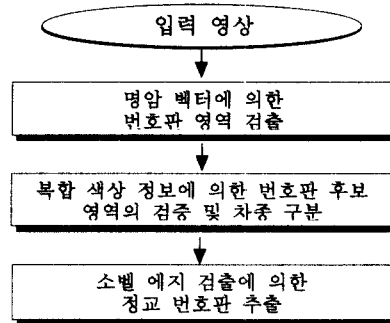 입력 영상
명암 벡터에 의한
번호판 영역 검출
복합 색상 정보에 의한 번호판 후보
영역의 검증 및 차종 구분
소벨 에지 검출에 의한
정교 번호판 추출